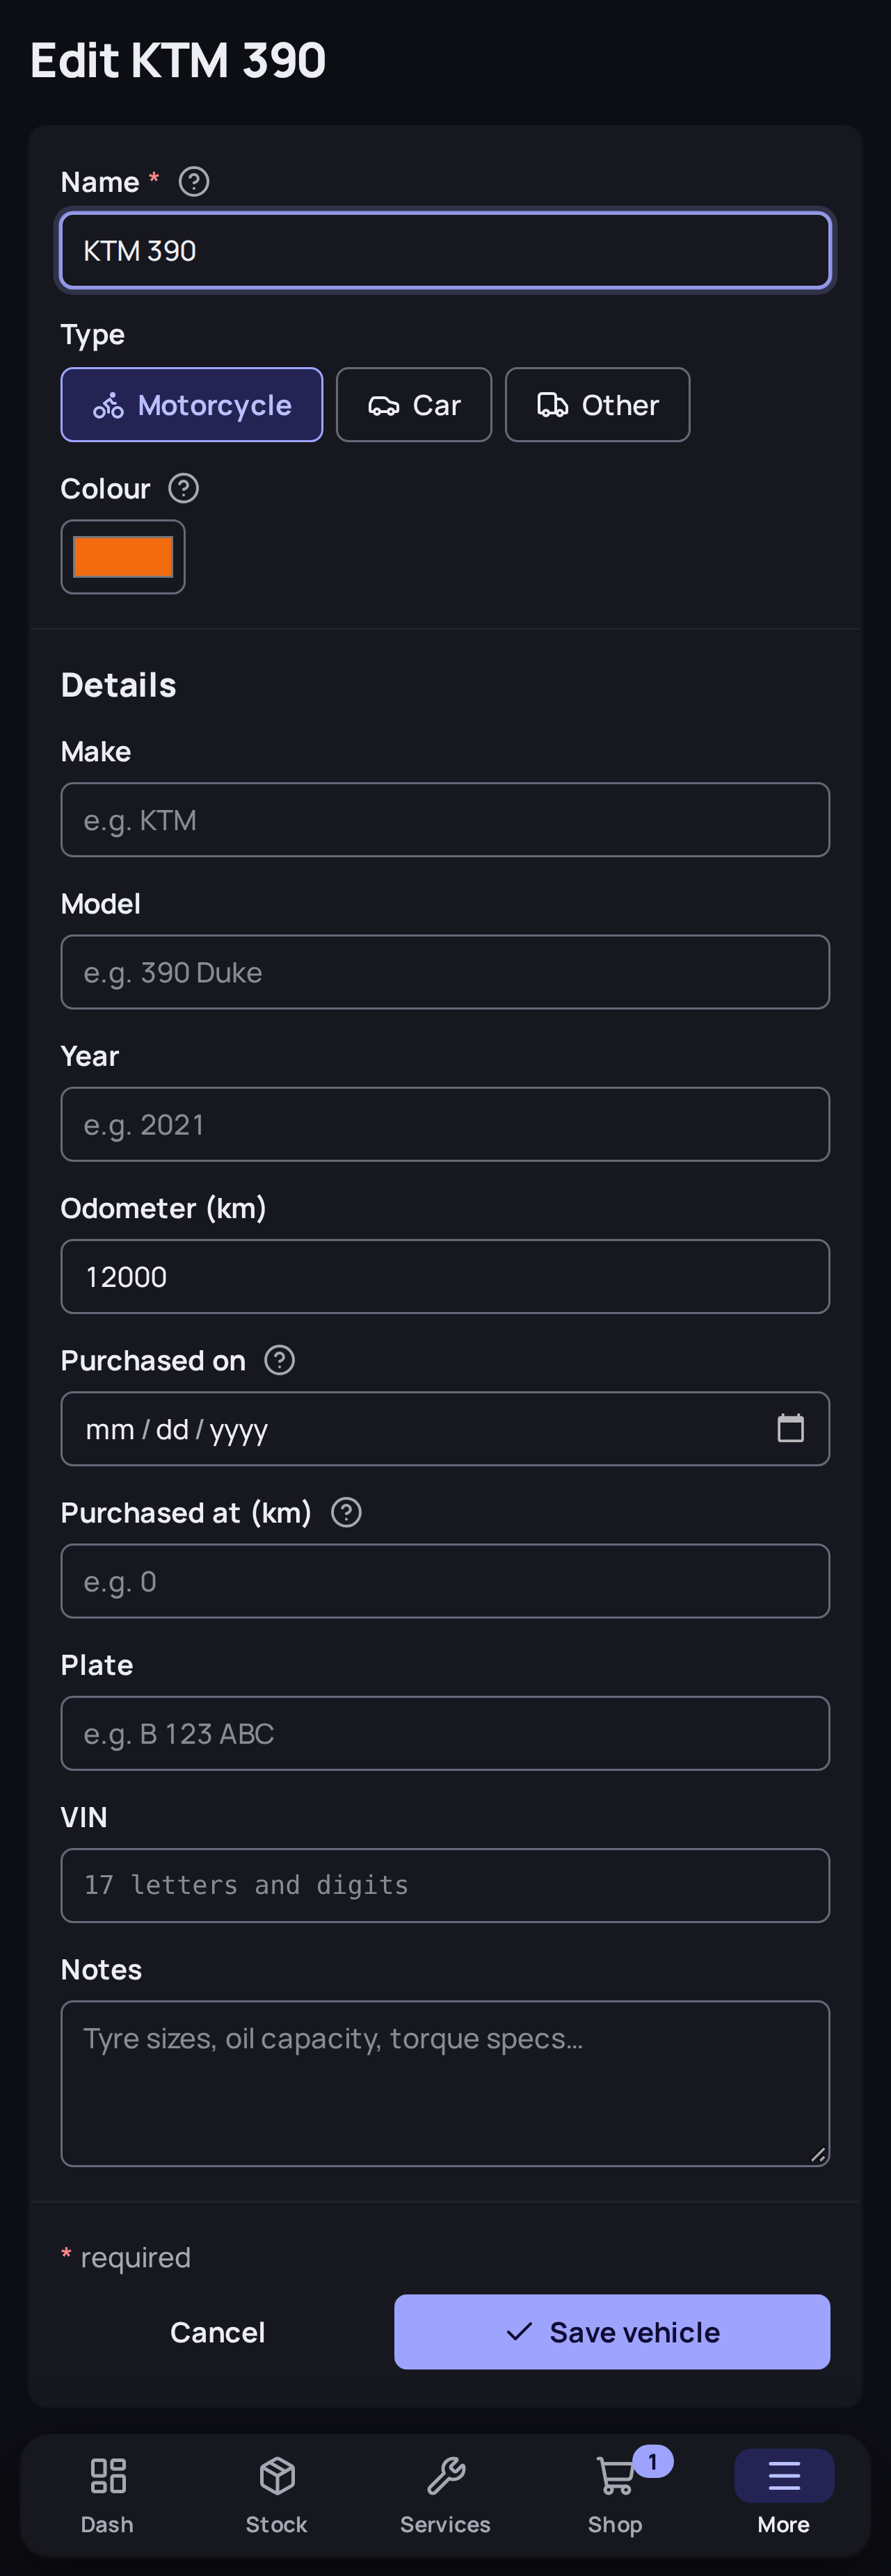 Edit KTM 390
Name *
KTM 390
Type
Motorcycle Car Other
Colour
Details
Make
e.g. KTM
Model
e.g. 390 Duke
Year
e.g. 2021
Odometer (km)
12000
Purchased on
mm / dd / yyyy
Purchased at (km)
e.g. 0
Plate
e.g. B 123 ABC
VIN
17 letters and digits
Notes
Tyre sizes, oil capacity, torque specs...
* required
Cancel Save vehicle
1
Dash Stock Services Shop More